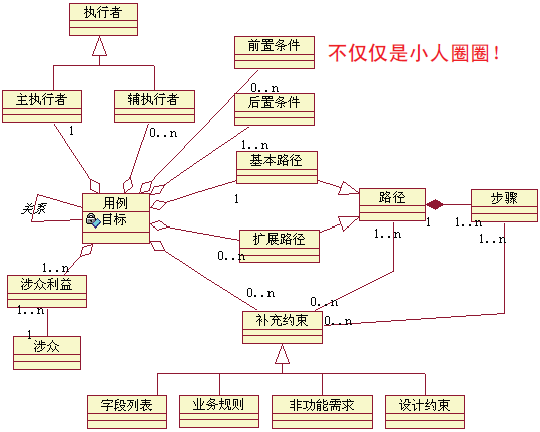 执行者
前置条件
不仅仅是小人圈圈！
0..n
主执行者
辅执行者
后置条件
1
0..n
1..n
基本路径
用例
目标
关系
1
路径
步骤
1
1..n
扩展路径
1..n
1..n
0..n
1..n
涉众利益
0..n
0..n
1..n
补充约束
0..n
1
涉众
字段列表
业务规则
非功能需求
设计约束